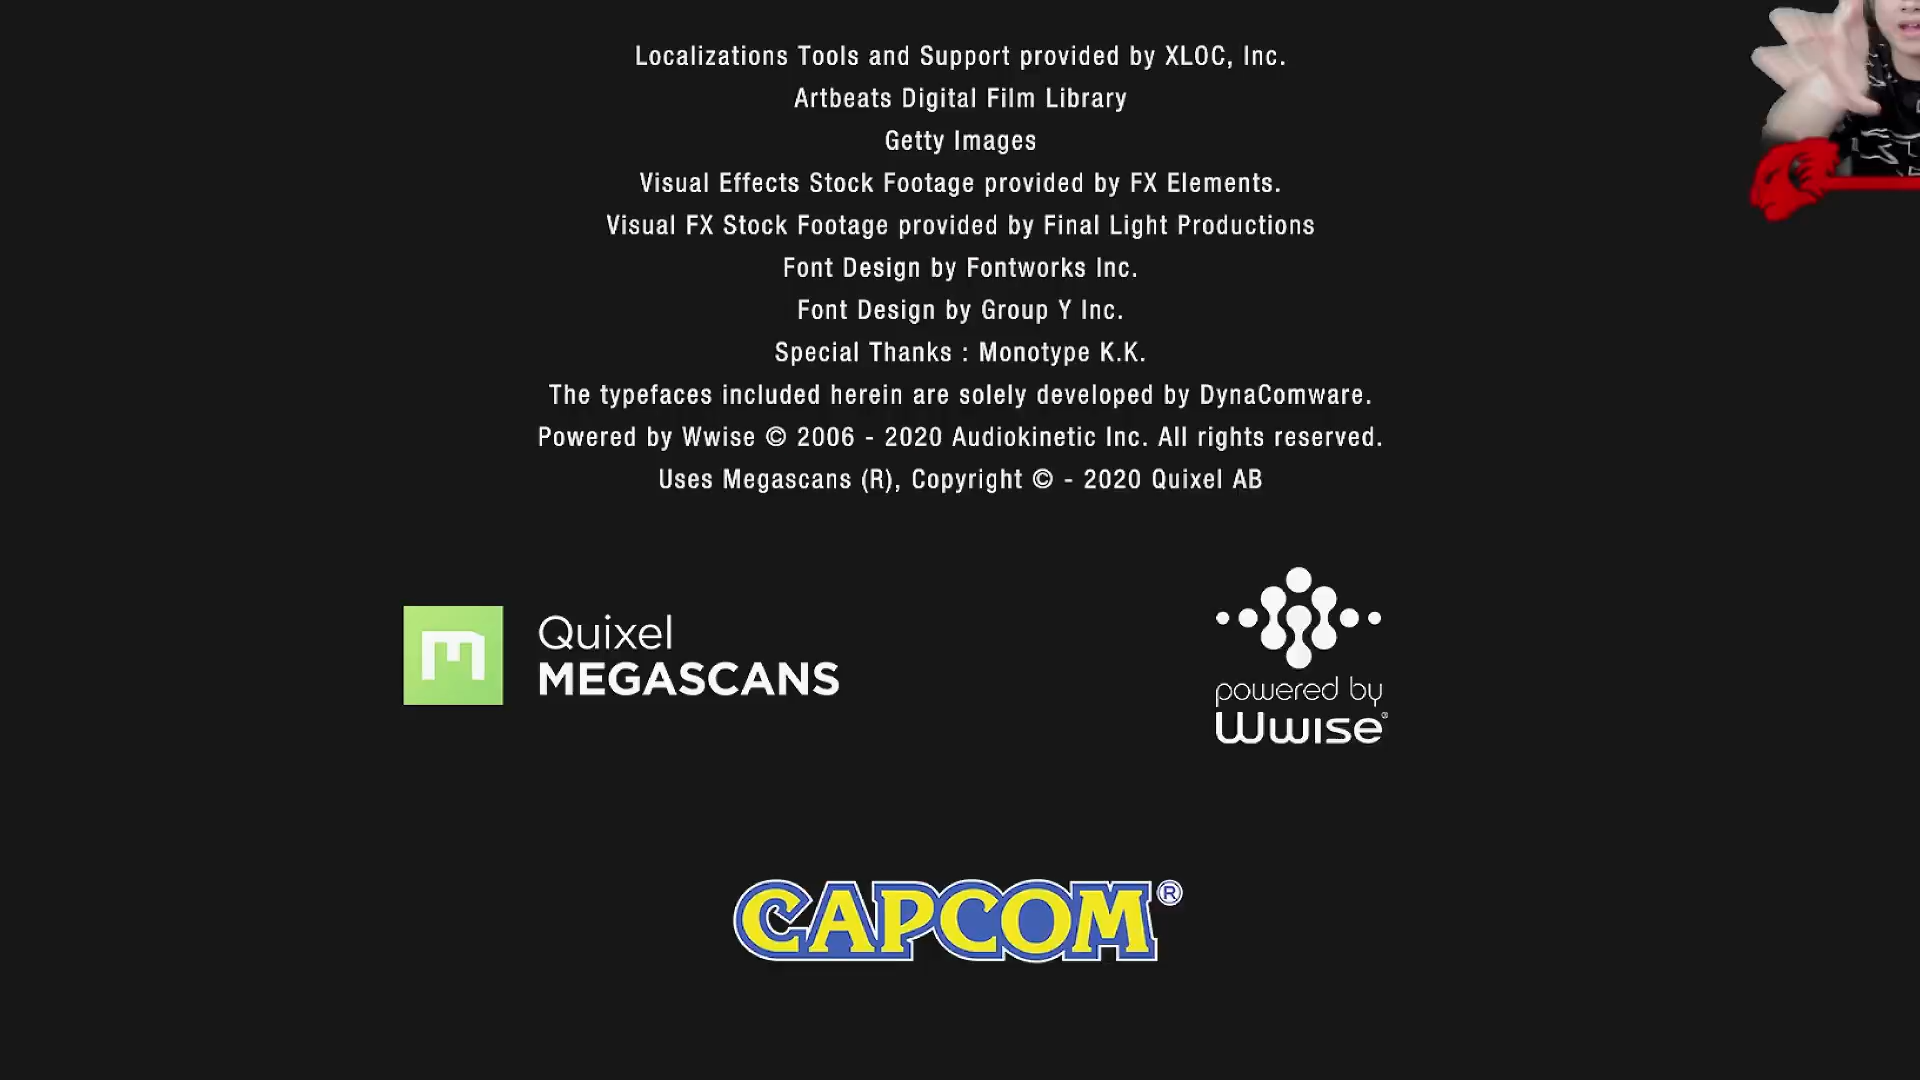 Localizations Tools and Support provided by XLOC, Inc.
Artbeats Digital Film Library
Getty Images
Visual Effects Stock Footage provided by FX Elements.
Visual FX Stock Footage provided by Final Light Productions
Font Design by Fontworks Inc.
Font Design by Group Y Inc.
Special Thanks : Monotype K.K.
The typefaces included herein are solely developed by DynaComware.
Powered by Wwise © 2006 - 2020 Audiokinetic Inc. All rights reserved.
Uses Megascans (R), Copyright © - 2020 Quixel AB
Quixel
MEGASCANS
powered by
Wwise®
CAPCOM®